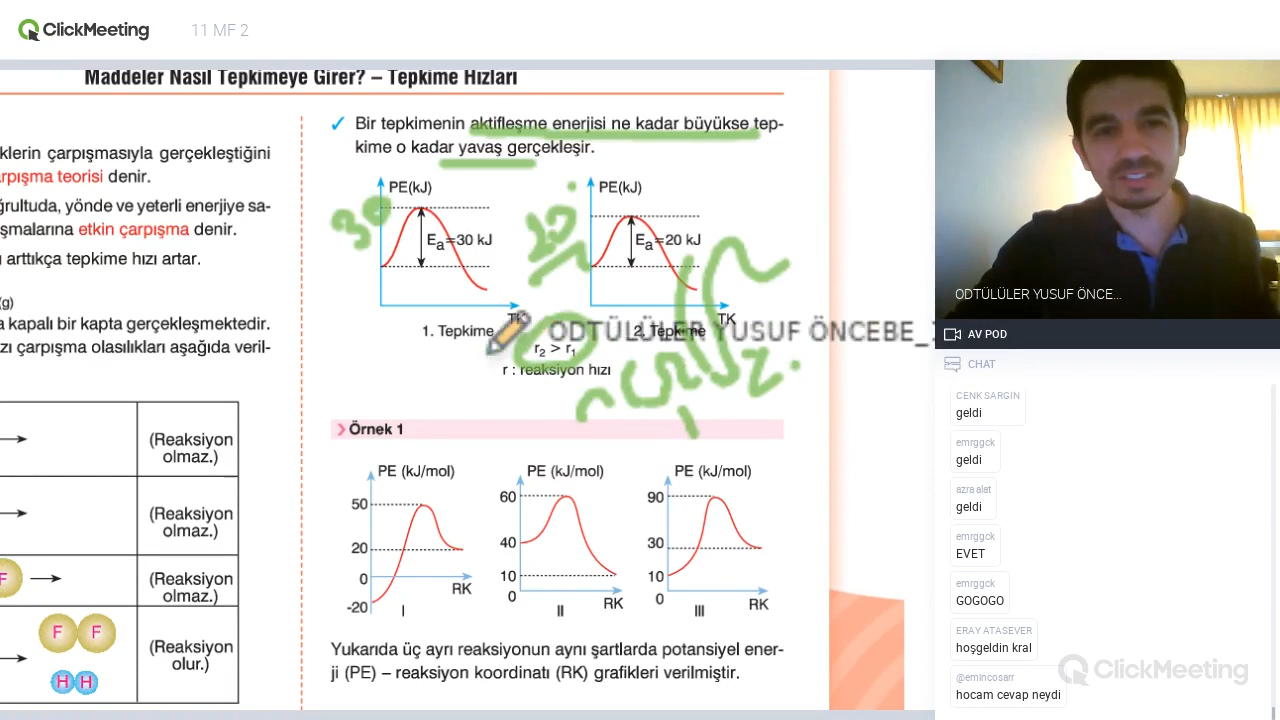 ClickMeeting
11 MF 2
Maddeler Nasıl Tepkimeye Girer? – Tepkime Hızları
klerin çarpışmasıyla gerçekleştiğini
rpışma teorisi denir.
ğrultuda, yönde ve yeterli enerjiye sa-
şmalarına etkin çarpışma denir.
ı arttıkça tepkime hızı artar.
(g)
a kapalı bir kapta gerçekleşmektedir.
zı çarpışma olasılıkları aşağıda veril-
(Reaksiyon
olmaz.)
(Reaksiyon
olmaz.)
F
(Reaksiyon
olmaz.)
F F
H H
(Reaksiyon
olur.)
✓ Bir tepkimenin aktifleşme enerjisi ne kadar büyükse tep-
kime o kadar yavaş gerçekleşir.
PE(kJ)
30
Ea=30 kJ
TK
1. Tepkime
PE(kJ)
20
Ea=20 kJ
TK
2. Tepkime
ODTÜLÜLER YUSUF ÖNCEBE_
r2 > r1
r : reaksiyon hızı
Örnek 1
PE (kJ/mol)
50
20
0
-20
RK
I
PE (kJ/mol)
60
40
10
0
RK
II
PE (kJ/mol)
90
30
10
0
RK
III
Yukarıda üç ayrı reaksiyonun aynı şartlarda potansiyel ener-
ji (PE) – reaksiyon koordinatı (RK) grafikleri verilmiştir.
ODTÜLÜLER YUSUF ÖNCE...
AV POD
CHAT
CENK SARGIN
geldi
emrggck
geldi
azra alat
geldi
emrggck
EVET
emrggck
GOGOGO
ERAY ATASEVER
hoşgeldin kral
@emincosarr
hocam cevap neydi
ClickMeeting